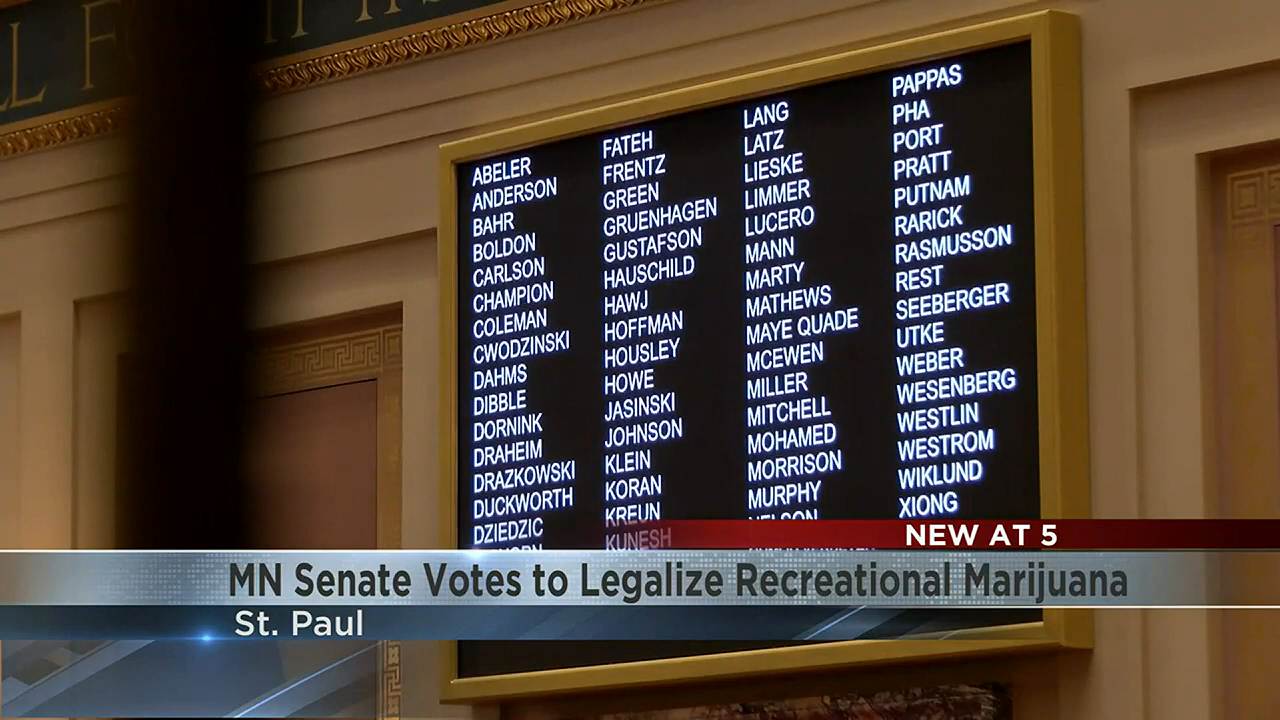 ABELER
ANDERSON
BAHR
BOLDON
CARLSON
CHAMPION
COLEMAN
CWODZINSKI
DAHMS
DIBBLE
DORNINK
DRAHEIM
DRAZKOWSKI
DUCKWORTH
DZIEDZIC
FATEH
FRENTZ
GREEN
GRUENHAGEN
GUSTAFSON
HAUSCHILD
HAWJ
HOFFMAN
HOUSLEY
HOWE
JASINSKI
JOHNSON
KLEIN
KORAN
KREUN
KUNESH
LANG
LATZ
LIESKE
LIMMER
LUCERO
MANN
MARTY
MATHEWS
MAYE QUADE
MCEWEN
MILLER
MITCHELL
MOHAMED
MORRISON
MURPHY
NELSON
PAPPAS
PHA
PORT
PRATT
PUTNAM
RARICK
RASMUSSON
REST
SEEBERGER
UTKE
WEBER
WESENBERG
WESTLIN
WESTROM
WIKLUND
XIONG
NEW AT 5
MN Senate Votes to Legalize Recreational Marijuana
St. Paul